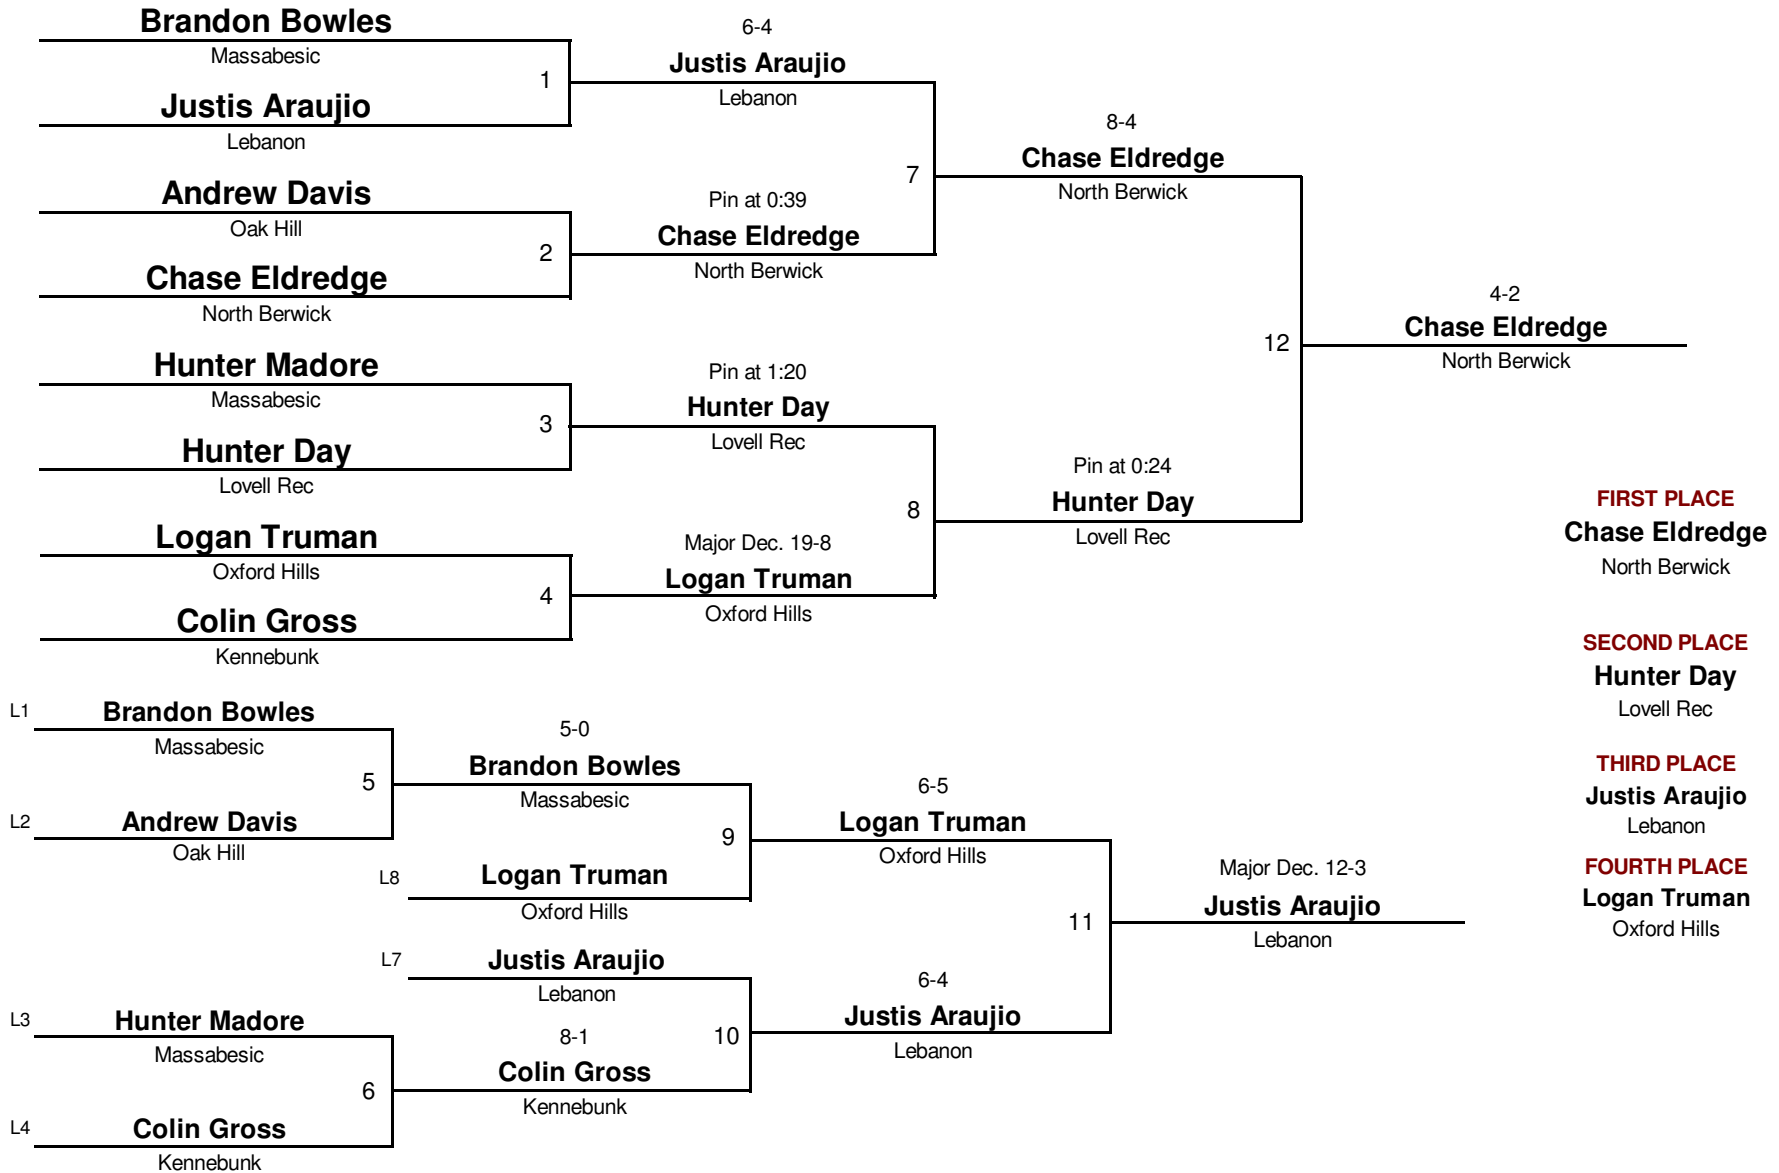 Brandon Bowles
Massabesic
1
Justis Araujio
Lebanon
6-4
Justis Araujio
Lebanon
Andrew Davis
Oak Hill
2
Chase Eldredge
North Berwick
Pin at 0:39
Chase Eldredge
North Berwick
7
8-4
Chase Eldredge
North Berwick
Hunter Madore
Massabesic
3
Hunter Day
Lovell Rec
Pin at 1:20
Hunter Day
Lovell Rec
Logan Truman
Oxford Hills
4
Colin Gross
Kennebunk
Major Dec. 19-8
Logan Truman
Oxford Hills
8
Pin at 0:24
Hunter Day
Lovell Rec
12
4-2
Chase Eldredge
North Berwick
FIRST PLACE
Chase Eldredge
North Berwick
SECOND PLACE
Hunter Day
Lovell Rec
THIRD PLACE
Justis Araujio
Lebanon
FOURTH PLACE
Logan Truman
Oxford Hills
L1
Brandon Bowles
Massabesic
5
L2
Andrew Davis
Oak Hill
5-0
Brandon Bowles
Massabesic
9
L8
Logan Truman
Oxford Hills
6-5
Logan Truman
Oxford Hills
L7
Justis Araujio
Lebanon
10
L3
Hunter Madore
Massabesic
6
L4
Colin Gross
Kennebunk
8-1
Colin Gross
Kennebunk
6-4
Justis Araujio
Lebanon
11
Major Dec. 12-3
Justis Araujio
Lebanon